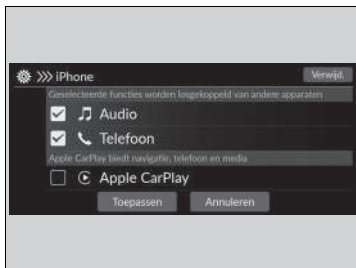 iPhone
Verwijd.
Geselecteerde functies worden losgekoppeld van andere apparaten
Audio
Telefoon
Apple CarPlay biedt navigatie, telefoon en media
Apple CarPlay
Toepassen
Annuleren